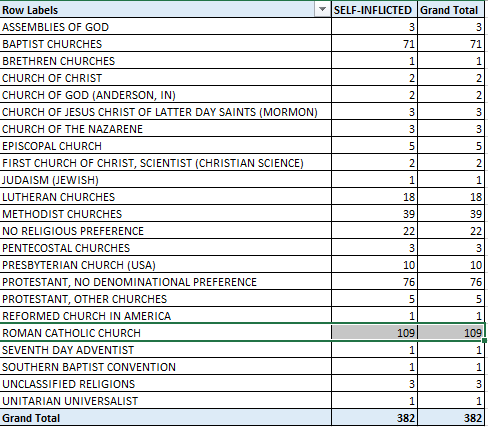 Row Labels SELF-INFLICTED Grand Total
ASSEMBLIES OF GOD 3 3
BAPTIST CHURCHES 71 71
BRETHREN CHURCHES 1 1
CHURCH OF CHRIST 2 2
CHURCH OF GOD (ANDERSON, IN) 2 2
CHURCH OF JESUS CHRIST OF LATTER DAY SAINTS (MORMON) 3 3
CHURCH OF THE NAZARENE 3 3
EPISCOPAL CHURCH 5 5
FIRST CHURCH OF CHRIST, SCIENTIST (CHRISTIAN SCIENCE) 2 2
JUDAISM (JEWISH) 1 1
LUTHERAN CHURCHES 18 18
METHODIST CHURCHES 39 39
NO RELIGIOUS PREFERENCE 22 22
PENTECOSTAL CHURCHES 3 3
PRESBYTERIAN CHURCH (USA) 10 10
PROTESTANT, NO DENOMINATIONAL PREFERENCE 76 76
PROTESTANT, OTHER CHURCHES 5 5
REFORMED CHURCH IN AMERICA 1 1
ROMAN CATHOLIC CHURCH 109 109
SEVENTH DAY ADVENTIST 1 1
SOUTHERN BAPTIST CONVENTION 1 1
UNCLASSIFIED RELIGIONS 3 3
UNITARIAN UNIVERSALIST 1 1
Grand Total 382 382